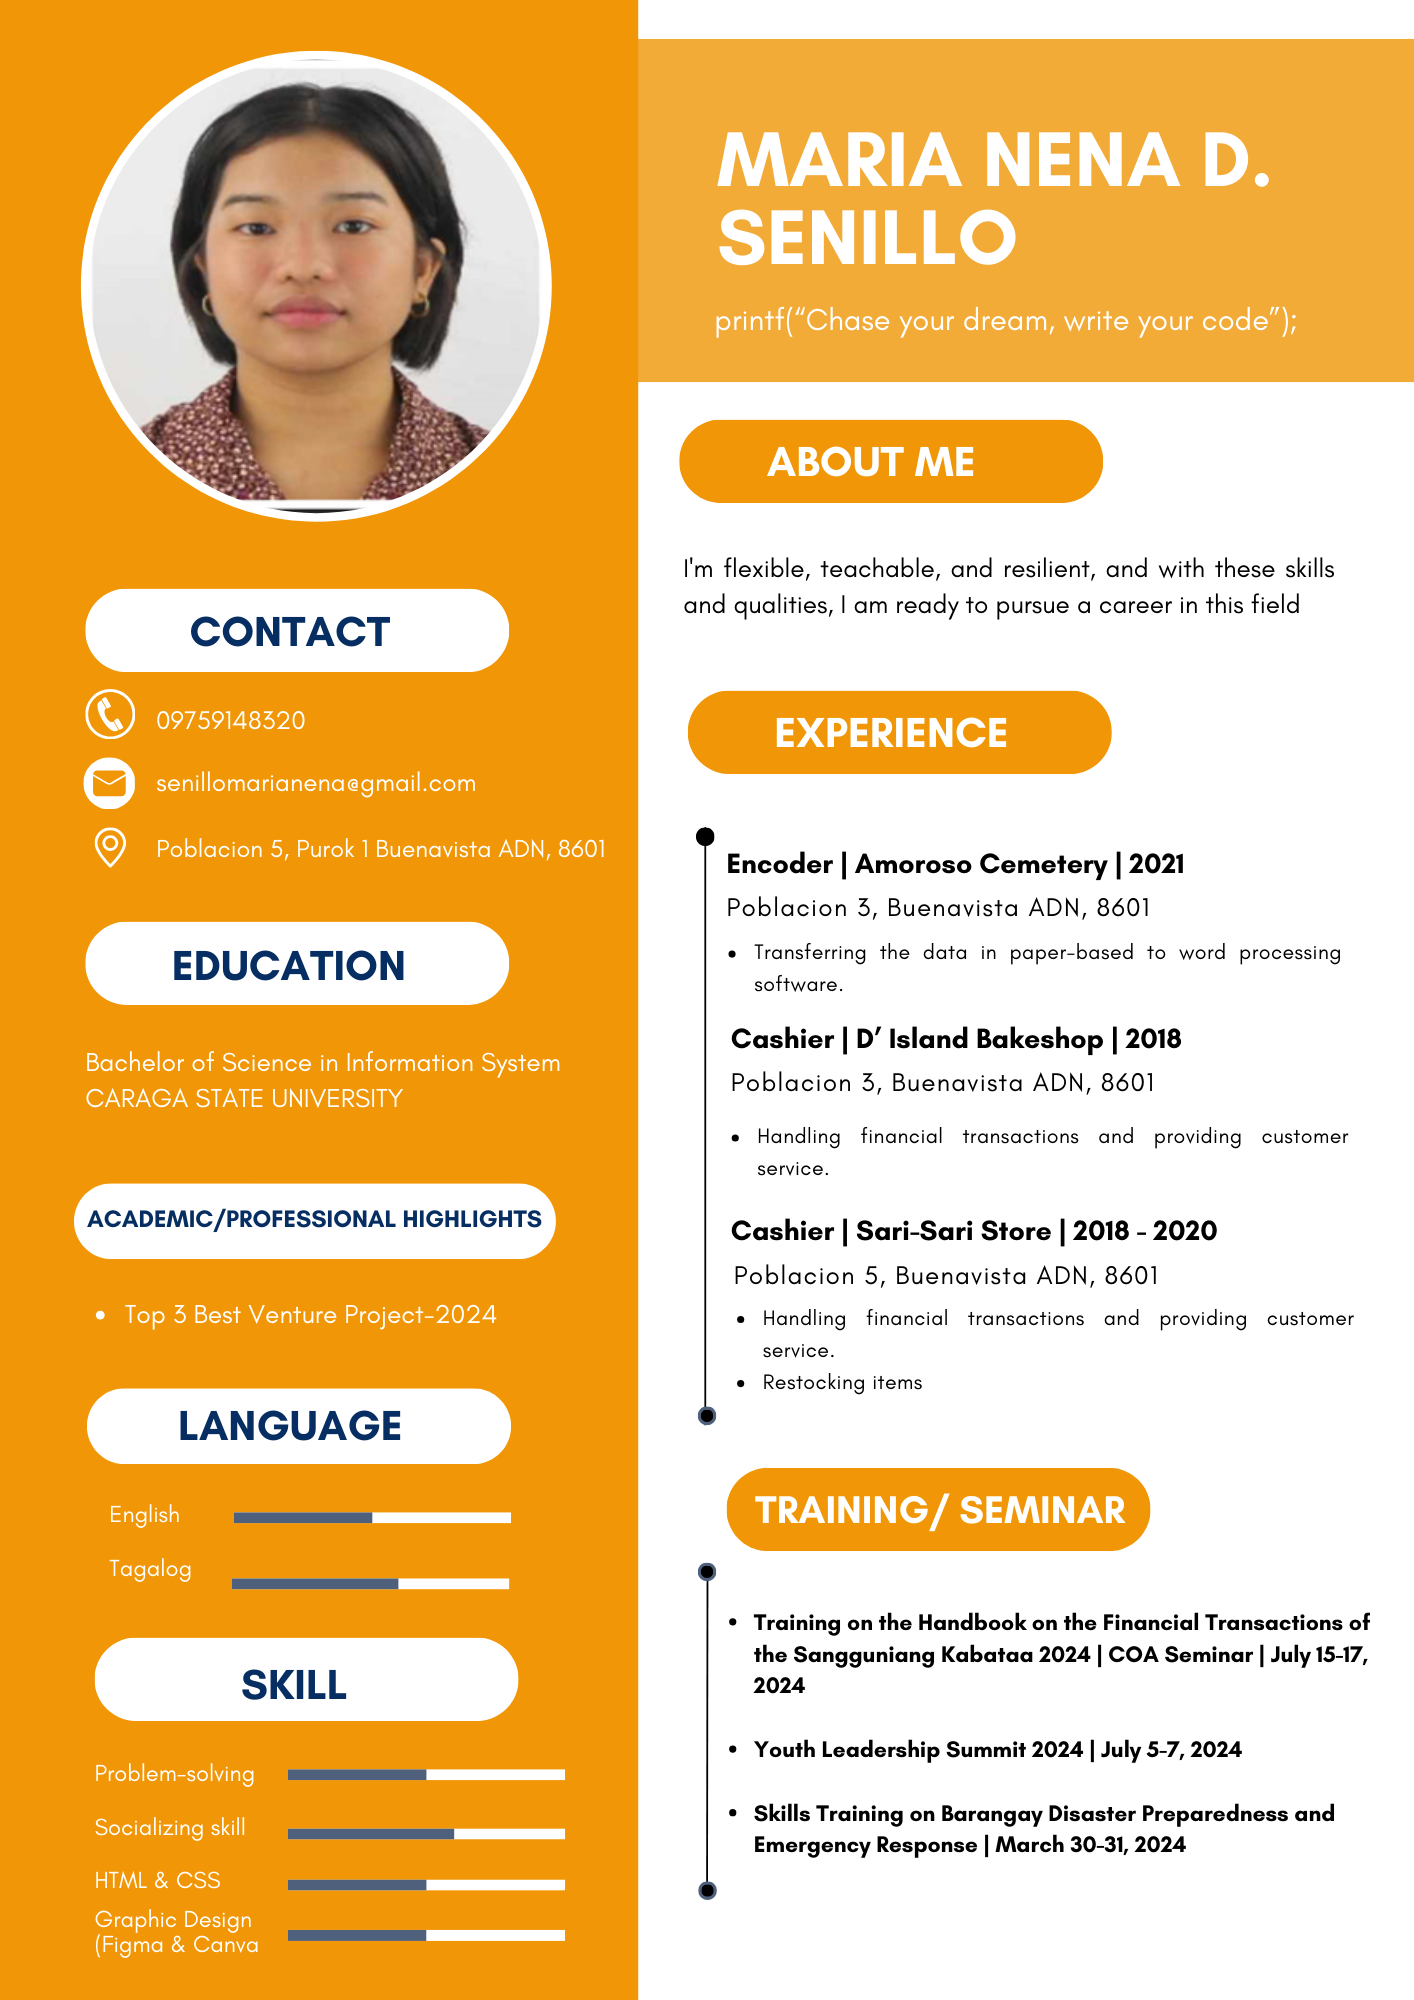 MARIA NENA D.
SENILLO
printf(“Chase your dream, write your code”);
CONTACT
09759148320
senillomarianena@gmail.com
Poblacion 5, Purok 1 Buenavista ADN, 8601
EDUCATION
Bachelor of Science in Information System
CARAGA STATE UNIVERSITY
ACADEMIC/PROFESSIONAL HIGHLIGHTS
• Top 3 Best Venture Project-2024
LANGUAGE
English
Tagalog
SKILL
Problem-solving
Socializing skill
HTML & CSS
Graphic Design
(Figma & Canva
ABOUT ME
I'm flexible, teachable, and resilient, and with these skills
and qualities, I am ready to pursue a career in this field
EXPERIENCE
Encoder | Amoroso Cemetery | 2021
Poblacion 3, Buenavista ADN, 8601
• Transferring the data in paper-based to word processing
software.
Cashier | D’ Island Bakeshop | 2018
Poblacion 3, Buenavista ADN, 8601
• Handling financial transactions and providing customer
service.
Cashier | Sari-Sari Store | 2018 - 2020
Poblacion 5, Buenavista ADN, 8601
• Handling financial transactions and providing customer
service.
• Restocking items
TRAINING/ SEMINAR
• Training on the Handbook on the Financial Transactions of
the Sangguniang Kabataa 2024 | COA Seminar | July 15-17,
2024
• Youth Leadership Summit 2024 | July 5-7, 2024
• Skills Training on Barangay Disaster Preparedness and
Emergency Response | March 30-31, 2024